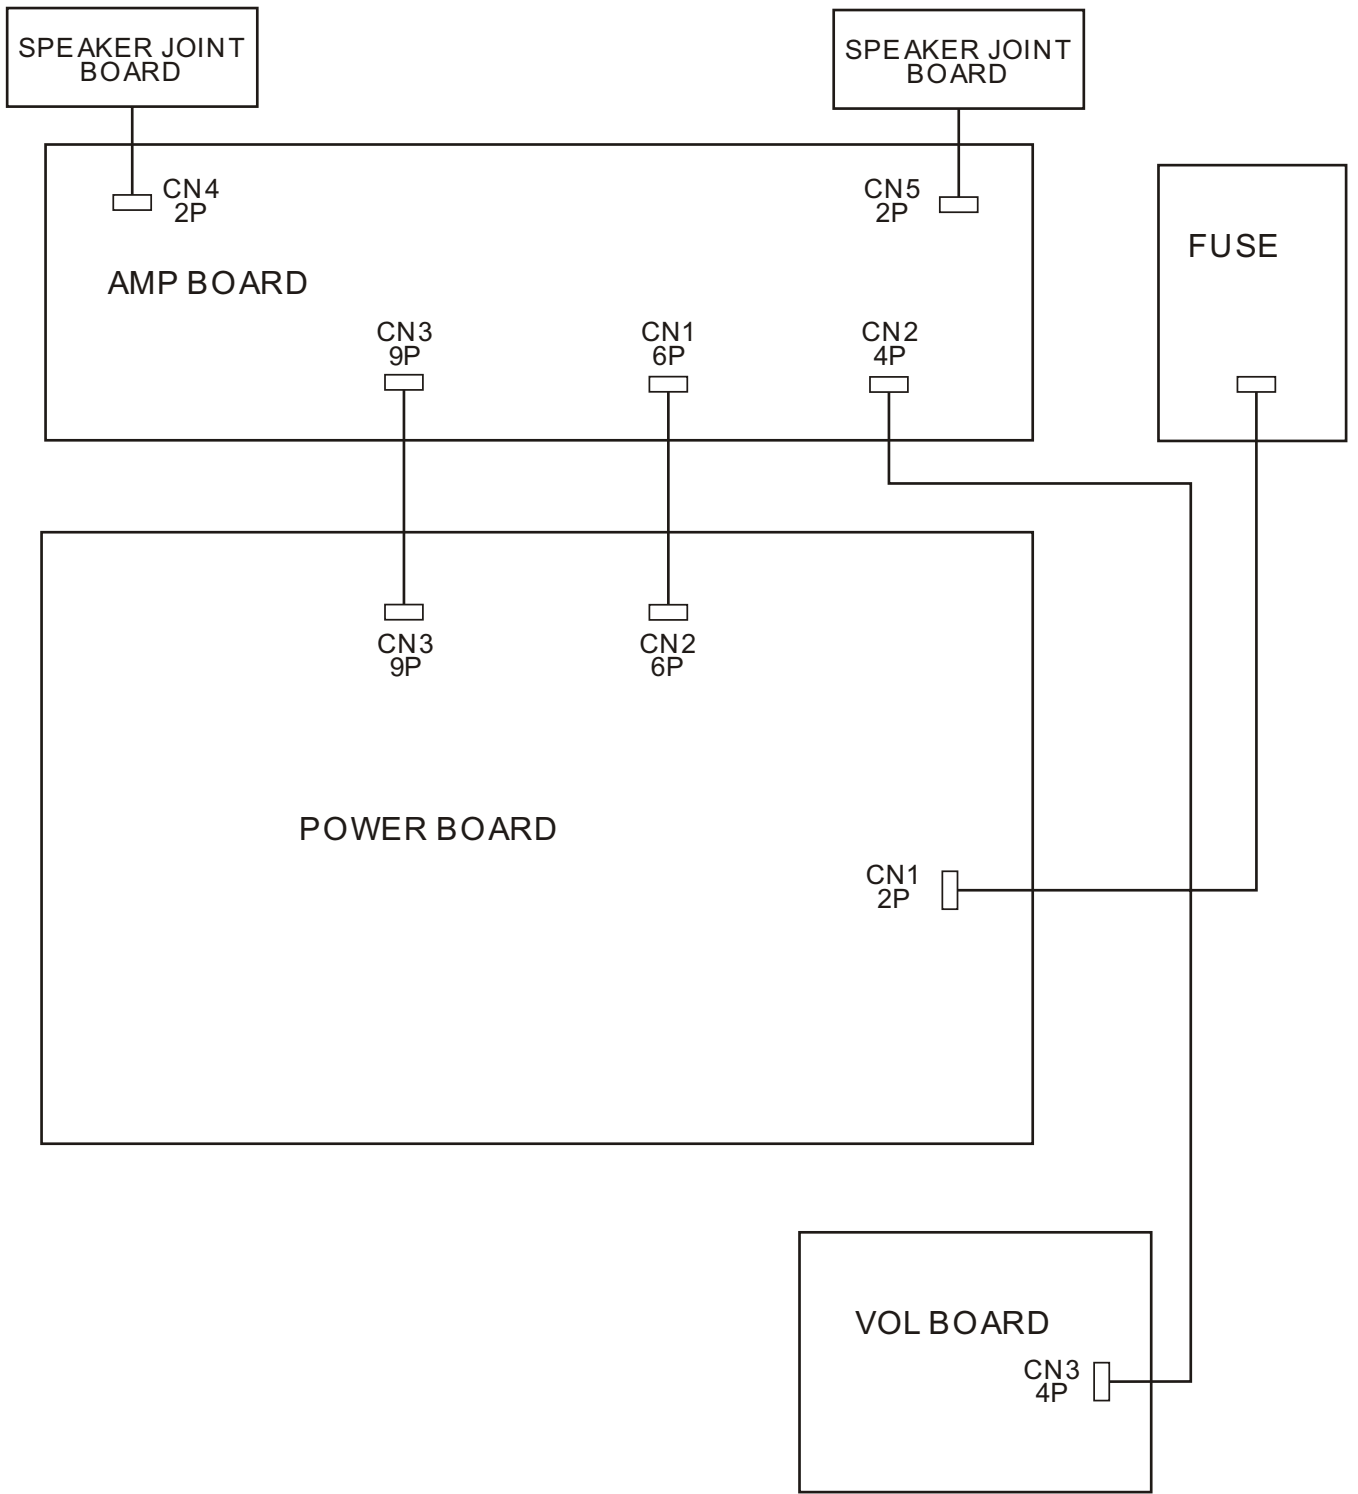 SPEAKER JOINT
BOARD
SPEAKER JOINT
BOARD
CN4
2P
CN5
2P
FUSE
AMP BOARD
CN3
9P
CN1
6P
CN2
4P
CN3
9P
CN2
6P
POWER BOARD
CN1
2P
VOL BOARD
CN3
4P